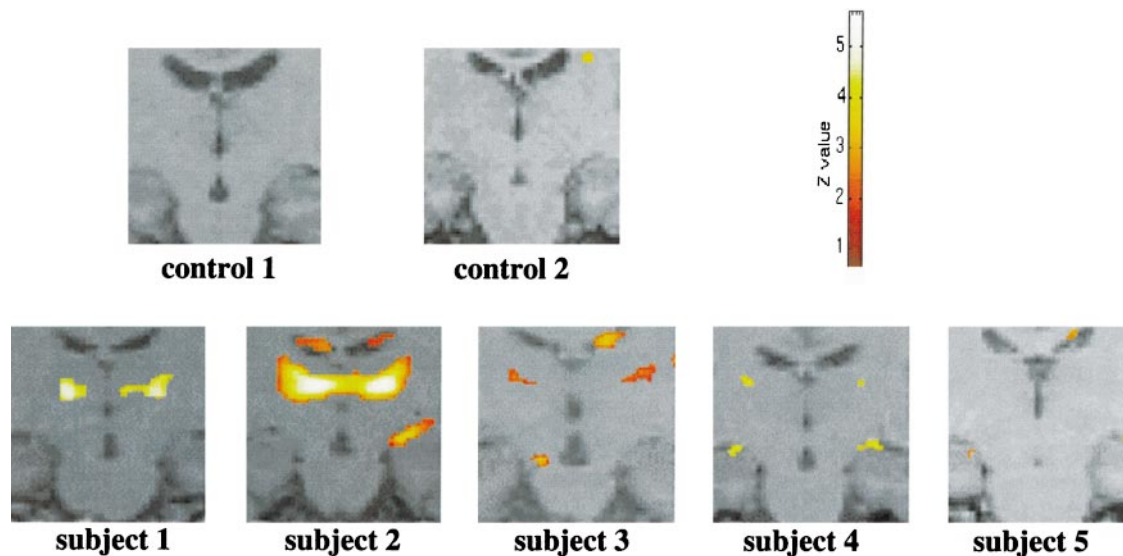 control 1
control 2
5
4
3
2
1
Z value
subject 1
subject 2
subject 3
subject 4
subject 5